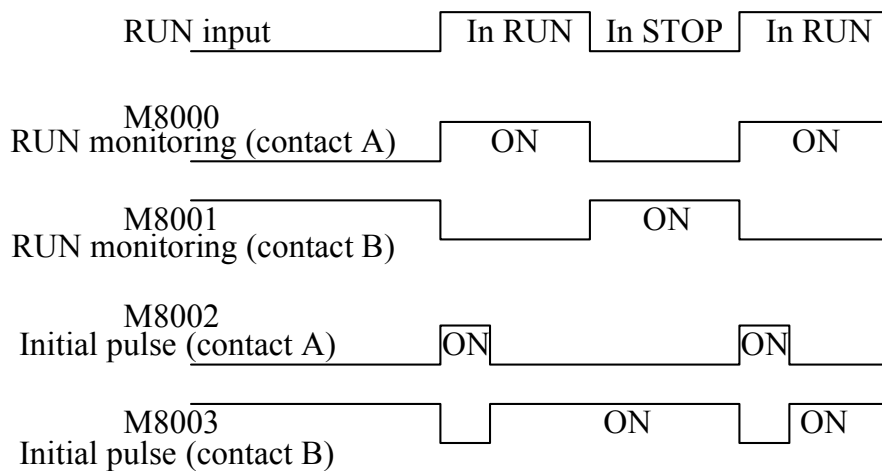 RUN input
In RUN
In STOP
In RUN
M8000
RUN monitoring (contact A)
ON
ON
M8001
RUN monitoring (contact B)
ON
M8002
Initial pulse (contact A)
ON
ON
M8003
Initial pulse (contact B)
ON
ON